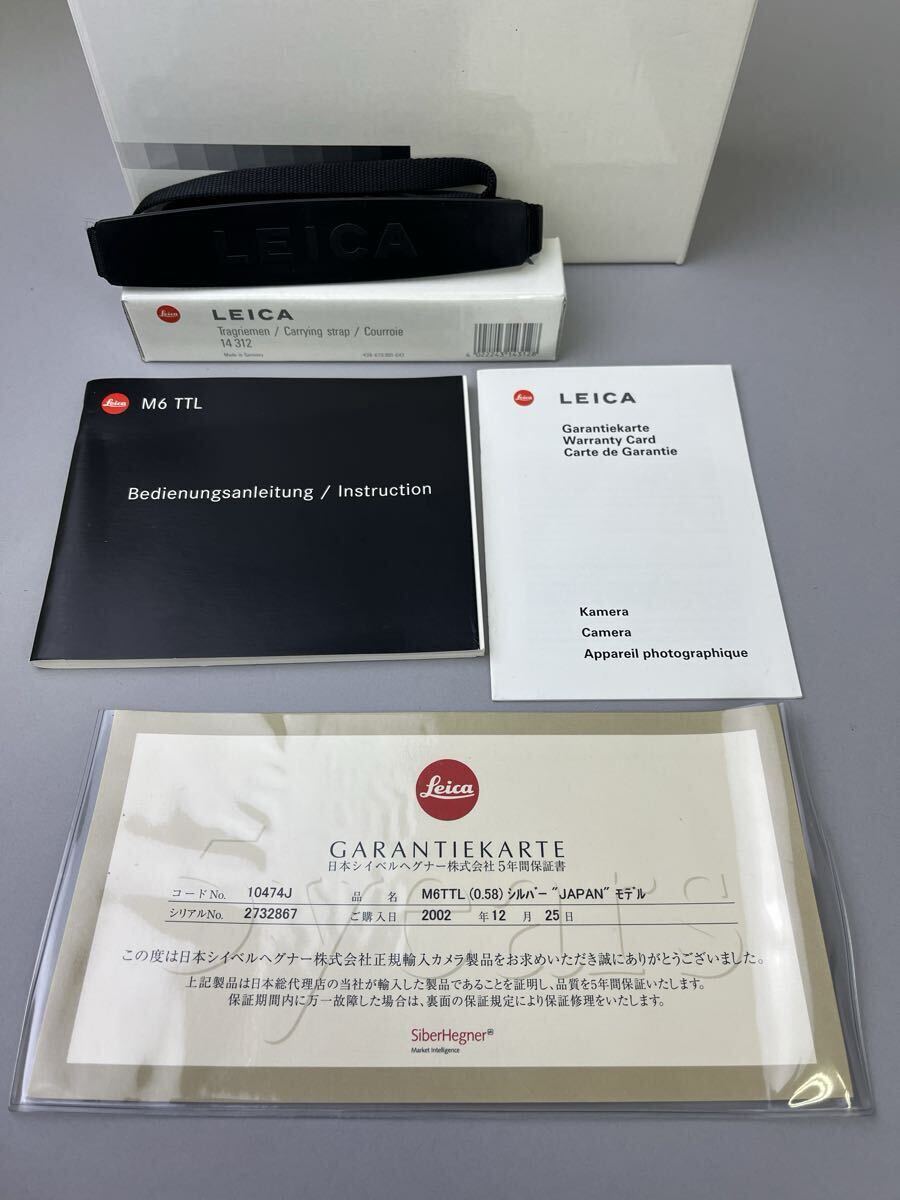 LEICA
Leica
LEICA
Tragriemen / Carrying strap / Courroie
14 312
Made in Germany
4 022243 143128
Leica
M6 TTL
Bedienungsanleitung / Instruction
Leica
LEICA
Garantiekarte
Warranty Card
Carte de Garantie
Kamera
Camera
Appareil photographique
Leica
GARANTIEKARTE
日本シイベルヘグナー株式会社 5年間保証書
5years
コードNo. 10474J 品 名 M6TTL (0.58) ｼﾙﾊﾞｰ "JAPAN" ﾓﾃﾞﾙ
シリアルNo. 2732867 ご購入日 2002 年 12 月 25 日
この度は日本シイベルヘグナー株式会社正規輸入カメラ製品をお求めいただき誠にありがとうございました。
上記製品は日本総代理店の当社が輸入した製品であることを証明し、品質を5年間保証いたします。
保証期間内に万一故障した場合は、裏面の保証規定により保証修理をいたします。
SiberHegner
Market Intelligence